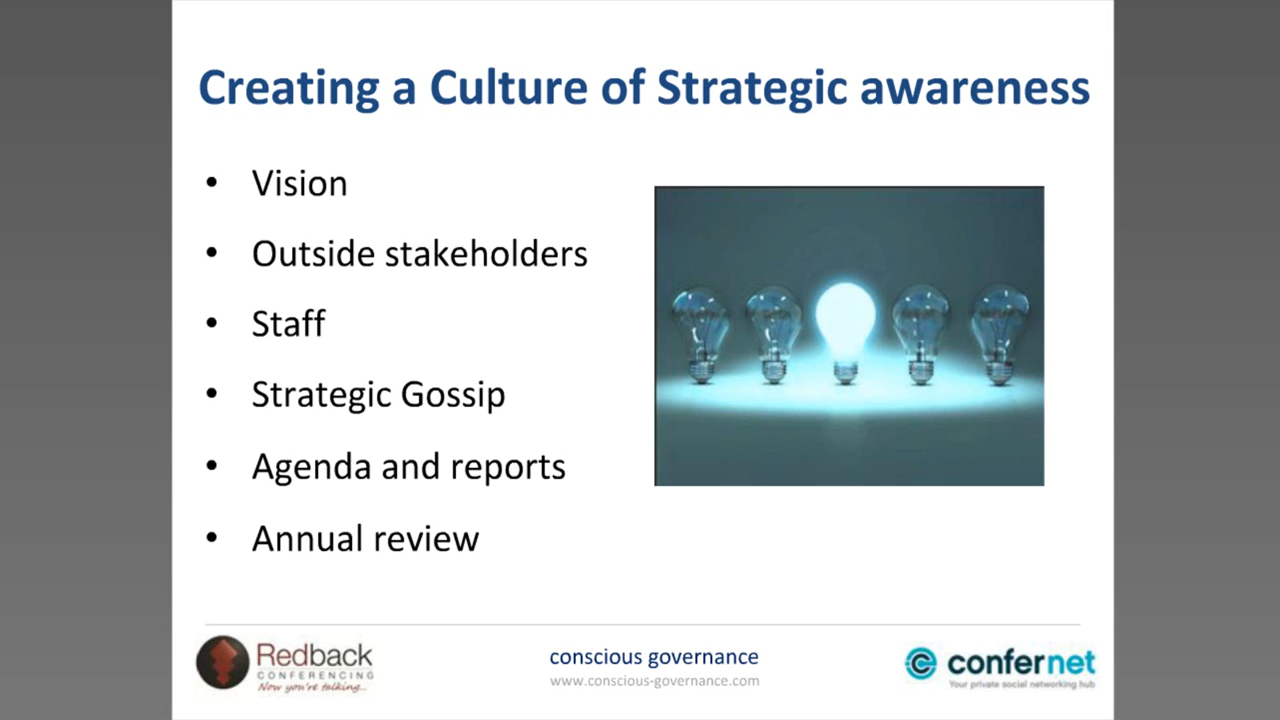 Creating a Culture of Strategic awareness
• Vision
• Outside stakeholders
• Staff
• Strategic Gossip
• Agenda and reports
• Annual review
Redback
CONFERENCING
Now you're talking...
conscious governance
www.conscious-governance.com
confernet
Your private social networking hub